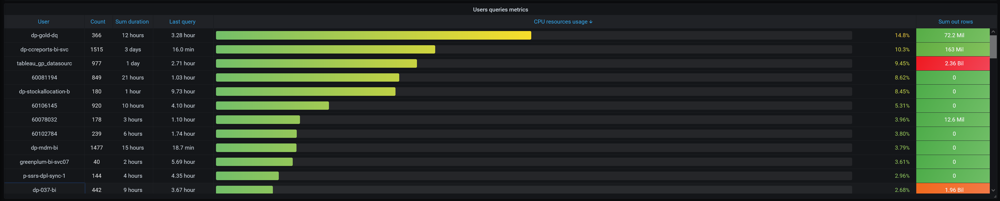 Users queries metrics
User Count Sum duration Last query CPU resources usage ↓ Sum out rows
dp-gold-dq 366 12 hours 3.28 hour 14.8% 72.2 Mil
dp-ccreports-bi-svc 1515 3 days 16.0 min 10.3% 163 Mil
tableau_gp_datasourc 977 1 day 2.71 hour 9.45% 2.36 Bil
60081194 849 21 hours 1.03 hour 8.62% 0
dp-stockallocation-b 180 1 hour 9.73 hour 8.45% 0
60106145 920 10 hours 4.10 hour 5.31% 0
60078032 178 3 hours 1.10 hour 3.96% 12.6 Mil
60102784 239 6 hours 1.74 hour 3.80% 0
dp-mdm-bi 1477 15 hours 18.7 min 3.79% 0
greenplum-bi-svc07 40 2 hours 5.69 hour 3.61% 0
p-ssrs-dpl-sync-1 144 4 hours 4.35 hour 2.96% 0
dp-037-bi 442 9 hours 3.67 hour 2.68% 1.96 Bil